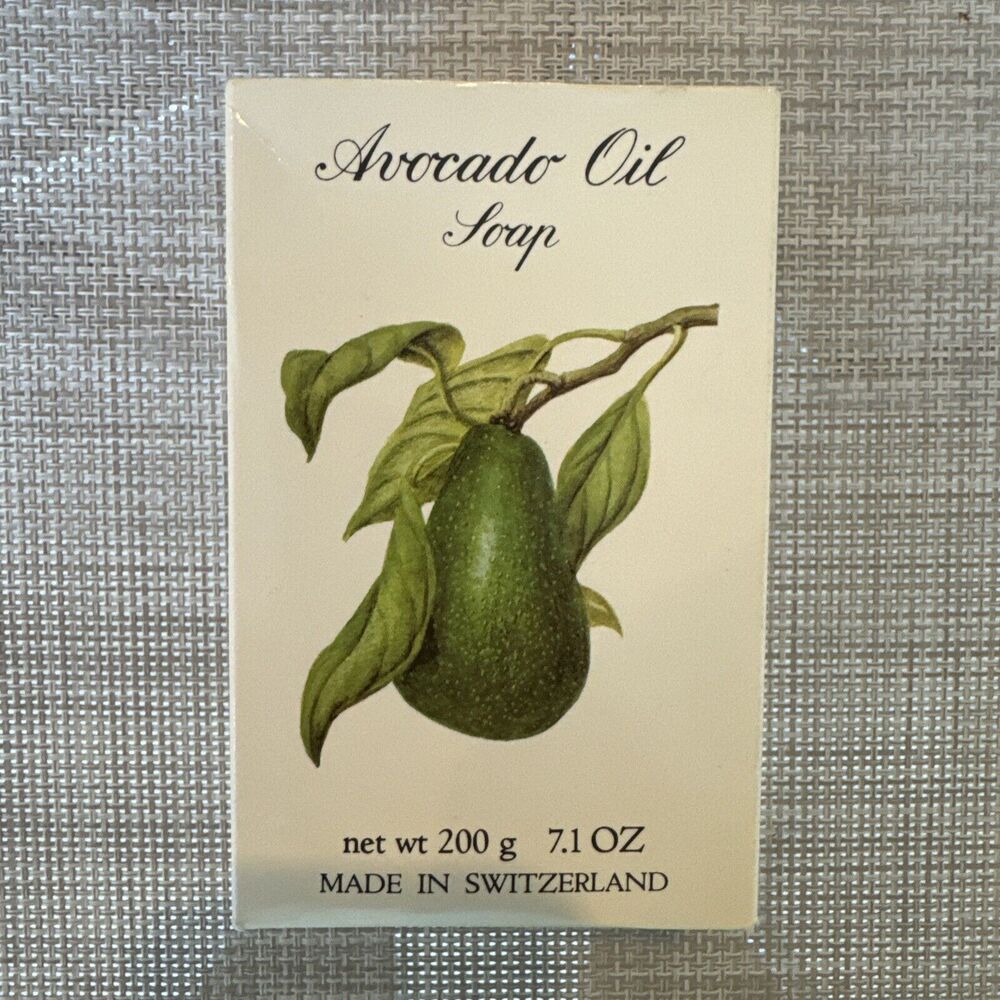 Avocado Oil
Soap
net wt 200 g 7.1 OZ
MADE IN SWITZERLAND